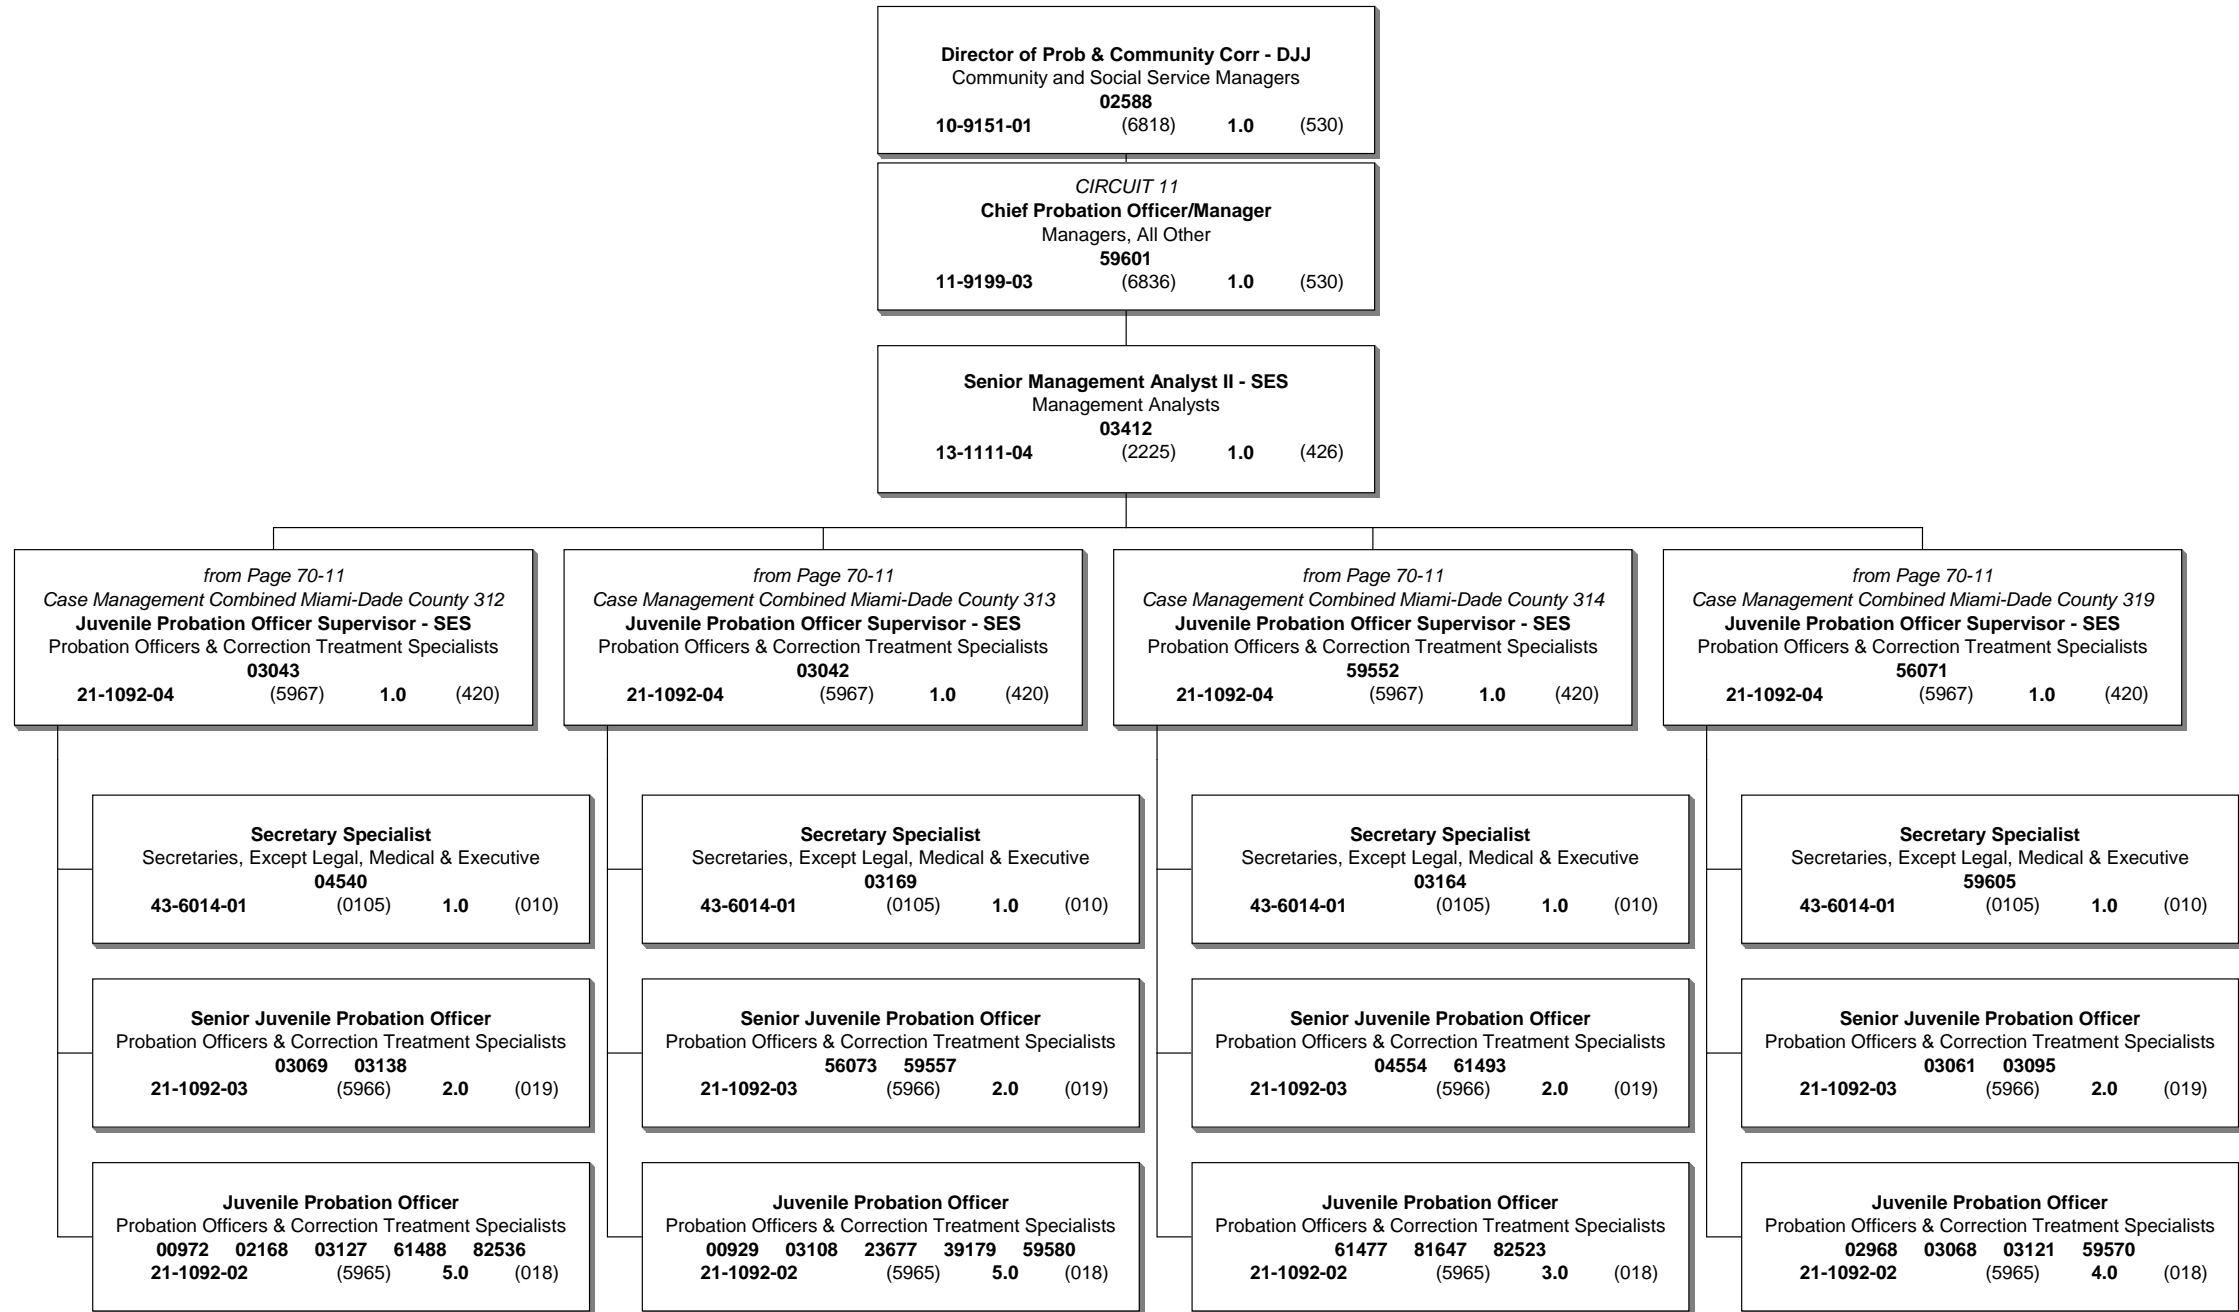 Director of Prob & Community Corr - DJJ
Community and Social Service Managers
02588
10-9151-01 (6818) 1.0 (530)
CIRCUIT 11
Chief Probation Officer/Manager
Managers, All Other
59601
11-9199-03 (6836) 1.0 (530)
Senior Management Analyst II - SES
Management Analysts
03412
13-1111-04 (2225) 1.0 (426)
from Page 70-11
Case Management Combined Miami-Dade County 312
Juvenile Probation Officer Supervisor - SES
Probation Officers & Correction Treatment Specialists
03043
21-1092-04 (5967) 1.0 (420)
Secretary Specialist
Secretaries, Except Legal, Medical & Executive
04540
43-6014-01 (0105) 1.0 (010)
Senior Juvenile Probation Officer
Probation Officers & Correction Treatment Specialists
03069 03138
21-1092-03 (5966) 2.0 (019)
Juvenile Probation Officer
Probation Officers & Correction Treatment Specialists
00972 02168 03127 61488 82536
21-1092-02 (5965) 5.0 (018)
from Page 70-11
Case Management Combined Miami-Dade County 313
Juvenile Probation Officer Supervisor - SES
Probation Officers & Correction Treatment Specialists
03042
21-1092-04 (5967) 1.0 (420)
Secretary Specialist
Secretaries, Except Legal, Medical & Executive
03169
43-6014-01 (0105) 1.0 (010)
Senior Juvenile Probation Officer
Probation Officers & Correction Treatment Specialists
56073 59557
21-1092-03 (5966) 2.0 (019)
Juvenile Probation Officer
Probation Officers & Correction Treatment Specialists
00929 03108 23677 39179 59580
21-1092-02 (5965) 5.0 (018)
from Page 70-11
Case Management Combined Miami-Dade County 314
Juvenile Probation Officer Supervisor - SES
Probation Officers & Correction Treatment Specialists
59552
21-1092-04 (5967) 1.0 (420)
Secretary Specialist
Secretaries, Except Legal, Medical & Executive
03164
43-6014-01 (0105) 1.0 (010)
Senior Juvenile Probation Officer
Probation Officers & Correction Treatment Specialists
04554 61493
21-1092-03 (5966) 2.0 (019)
Juvenile Probation Officer
Probation Officers & Correction Treatment Specialists
61477 81647 82523
21-1092-02 (5965) 3.0 (018)
from Page 70-11
Case Management Combined Miami-Dade County 319
Juvenile Probation Officer Supervisor - SES
Probation Officers & Correction Treatment Specialists
56071
21-1092-04 (5967) 1.0 (420)
Secretary Specialist
Secretaries, Except Legal, Medical & Executive
59605
43-6014-01 (0105) 1.0 (010)
Senior Juvenile Probation Officer
Probation Officers & Correction Treatment Specialists
03061 03095
21-1092-03 (5966) 2.0 (019)
Juvenile Probation Officer
Probation Officers & Correction Treatment Specialists
02968 03068 03121 59570
21-1092-02 (5965) 4.0 (018)